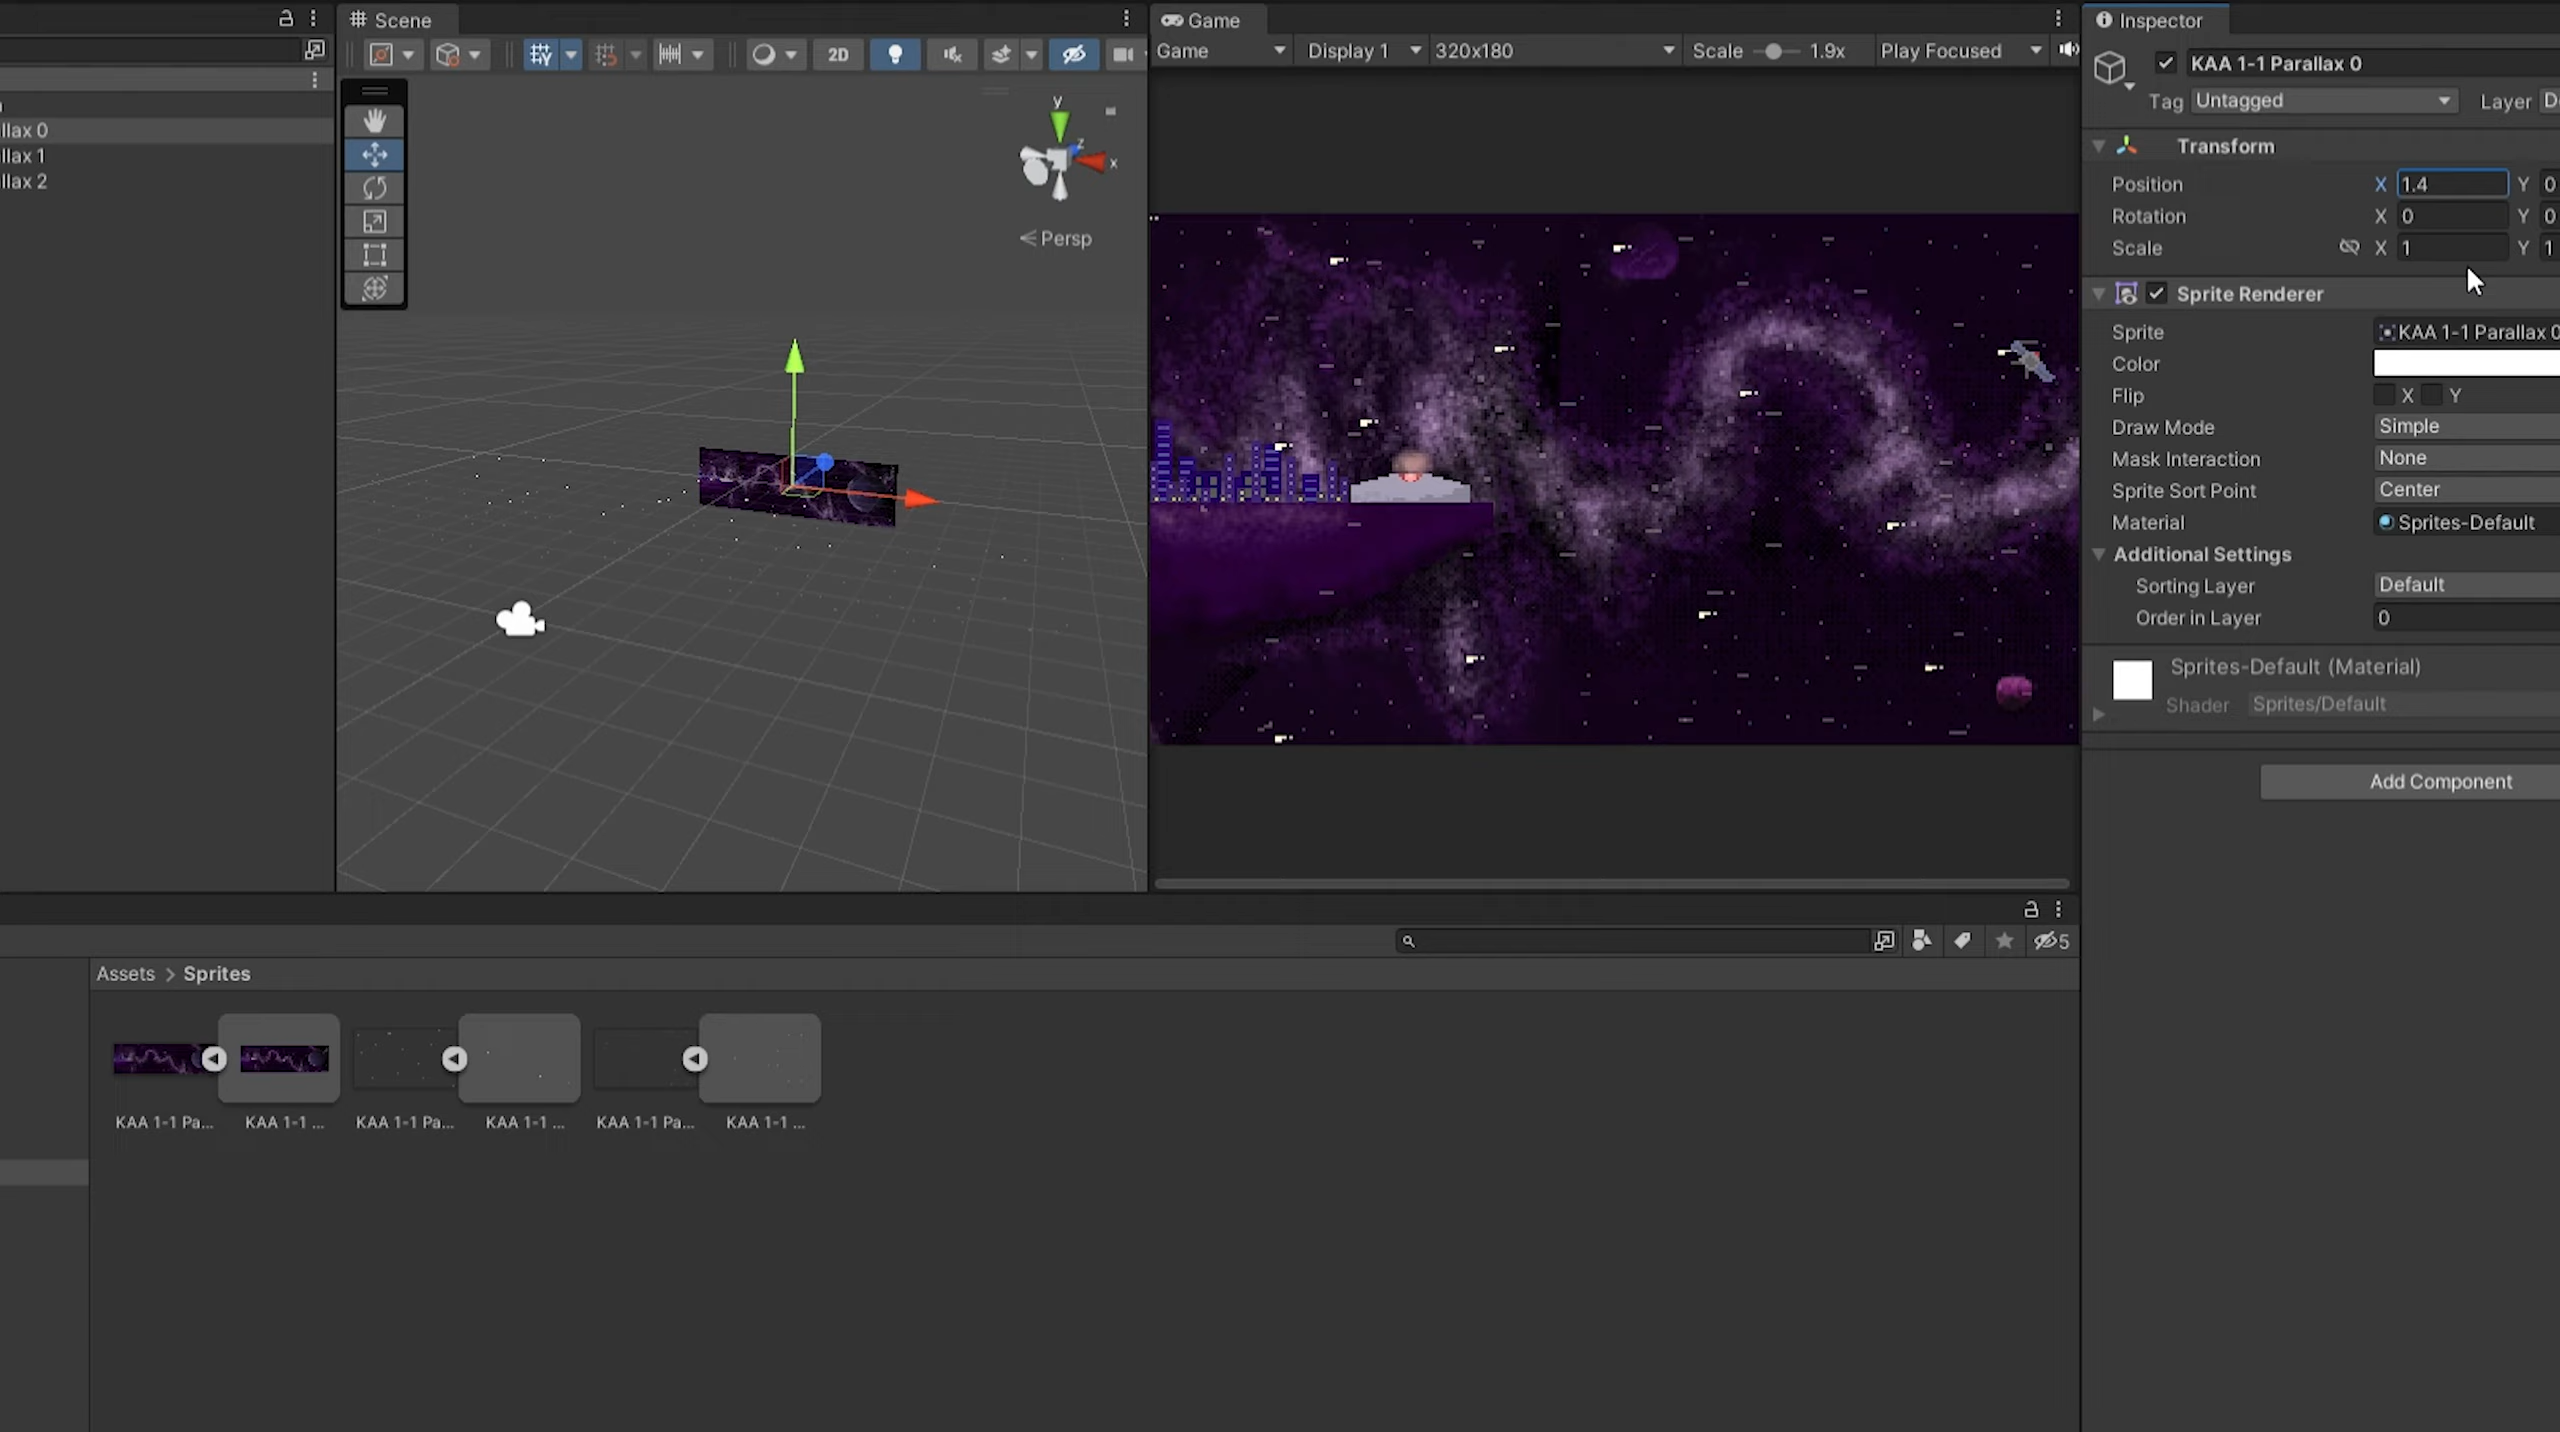 Scene
Game
Inspector
2D
Game
Display 1
320x180
Scale
1.9x
Play Focused
KAA 1-1 Parallax 0
Tag
Untagged
Layer
llax 0
llax 1
llax 2
y
z
x
Persp
Transform
Position
X
1.4
Y
0
Rotation
X
0
Y
0
Scale
X
1
Y
1
Sprite Renderer
Sprite
KAA 1-1 Parallax 0
Color
Flip
X
Y
Draw Mode
Simple
Mask Interaction
None
Sprite Sort Point
Center
Material
Sprites-Default
Additional Settings
Sorting Layer
Default
Order in Layer
0
Sprites-Default (Material)
Shader
Sprites/Default
Add Component
5
Assets > Sprites
KAA 1-1 Pa...
KAA 1-1 ...
KAA 1-1 Pa...
KAA 1-1 ...
KAA 1-1 Pa...
KAA 1-1 ...